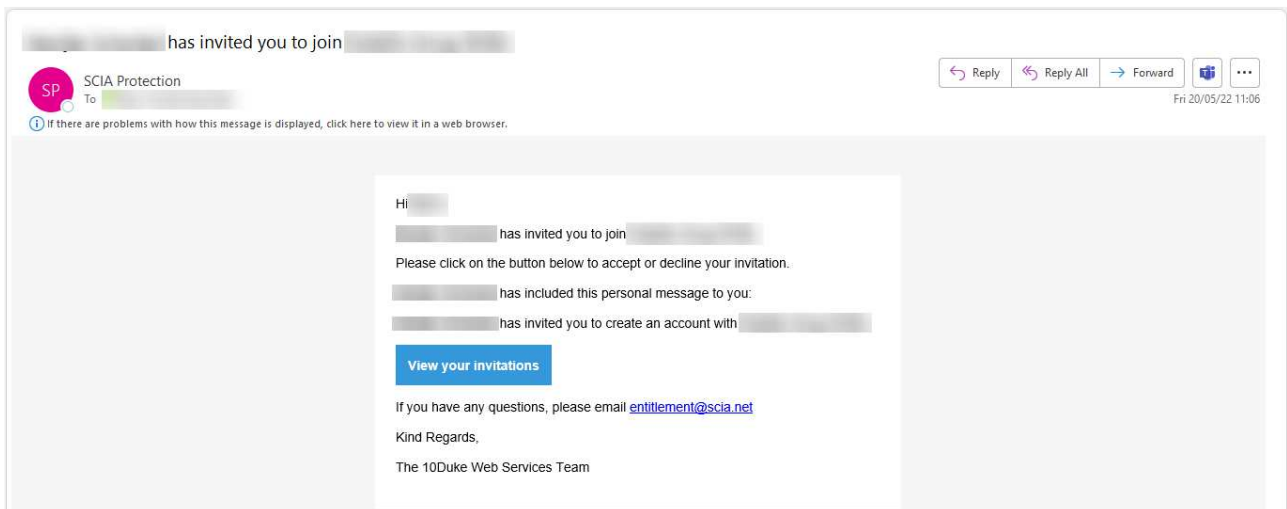 has invited you to join
SP
SCIA Protection
To
Reply
Reply All
Forward
Fri 20/05/22 11:06
If there are problems with how this message is displayed, click here to view it in a web browser.
Hi
has invited you to join
Please click on the button below to accept or decline your invitation.
has included this personal message to you:
has invited you to create an account with
View your invitations
If you have any questions, please email entitlement@scia.net
Kind Regards,
The 10Duke Web Services Team